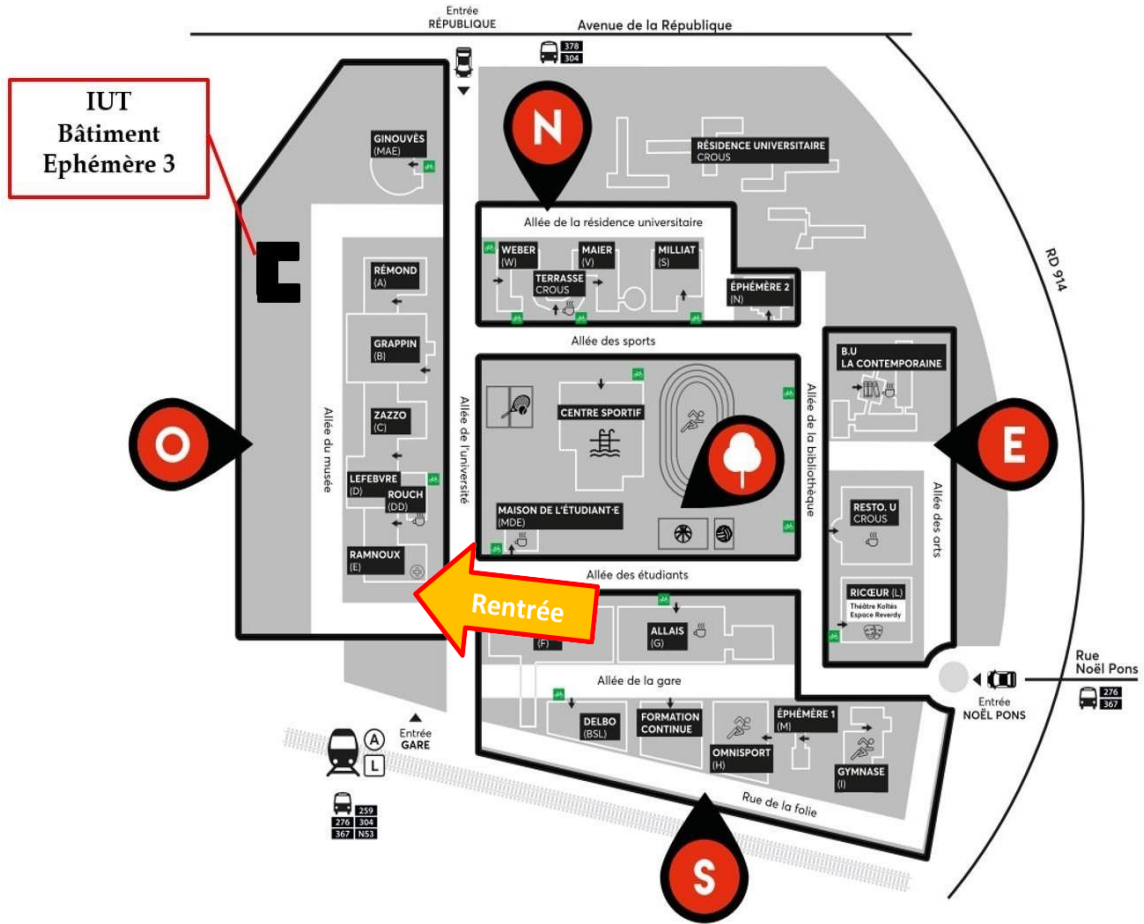 Entrée
RÉPUBLIQUE
Avenue de la République
378
304
IUT
Bâtiment
Ephémère 3
N
GINOUVÈS
(MAE)
RÉSIDENCE UNIVERSITAIRE
CROUS
Allée de la résidence universitaire
WEBER
(W)
MAIER
(V)
MILLIAT
(S)
TERRASSE
CROUS
ÉPHÉMÈRE 2
(N)
RD 914
RÉMOND
(A)
GRAPPIN
(B)
Allée des sports
B.U
LA CONTEMPORAINE
ZAZZO
(C)
CENTRE SPORTIF
O
E
Allée du musée
Allée de l'université
Allée de la bibliothèque
Allée des arts
LEFEBVRE
(D)
ROUCH
(DD)
MAISON DE L'ÉTUDIANT·E
(MDE)
RESTO. U
CROUS
RAMNOUX
(E)
Allée des étudiants
Rentrée
(F)
ALLAIS
(G)
RICŒUR (L)
Théâtre Koltès
Espace Reverdy
Allée de la gare
Rue
Noël Pons
276
367
Entrée
NOËL PONS
Entrée
GARE
A
L
259
276 304
367 N53
DELBO
(BSL)
FORMATION
CONTINUE
OMNISPORT
(H)
ÉPHÉMÈRE 1
(M)
GYMNASE
(I)
Rue de la folie
S